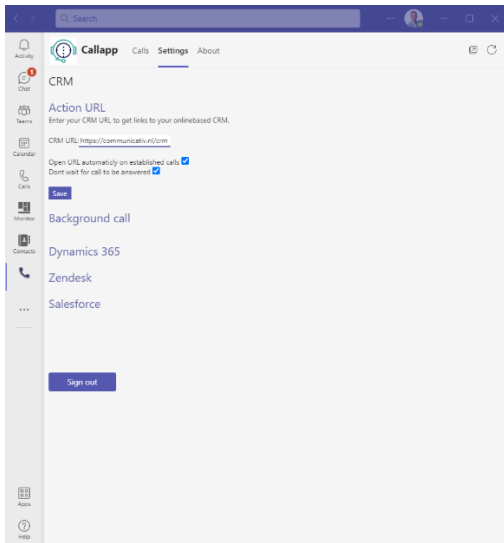 Search
Activity
1
Chat
Teams
Calendar
Calls
Monitor
Contacts
Callapp
Calls
Settings
About
CRM
Action URL
Enter your CRM URL to get links to your onlinebased CRM.
CRM URL: https://communicativ.nl/crm
Open URL automaticly on established calls
Dont wait for call to be answered
Save
Background call
Dynamics 365
Zendesk
Salesforce
Sign out
Apps
Help